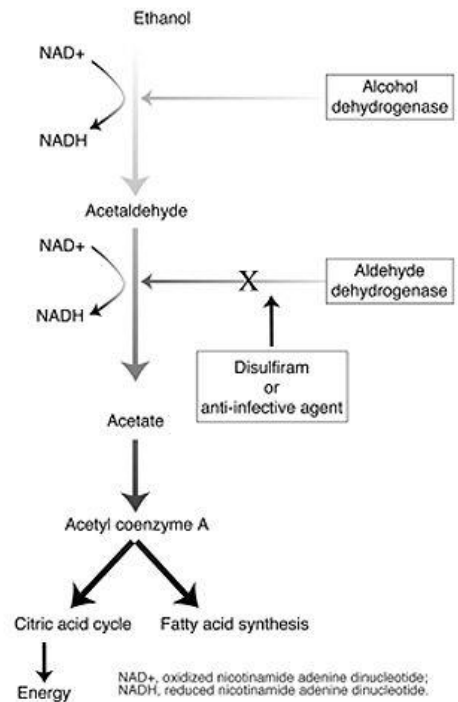 Ethanol
NAD+
Alcohol
dehydrogenase
NADH
Acetaldehyde
NAD+
X
Aldehyde
dehydrogenase
NADH
Disulfiram
or
anti-infective agent
Acetate
Acetyl coenzyme A
Citric acid cycle
Fatty acid synthesis
Energy
NAD+, oxidized nicotinamide adenine dinucleotide;
NADH, reduced nicotinamide adenine dinucleotide.